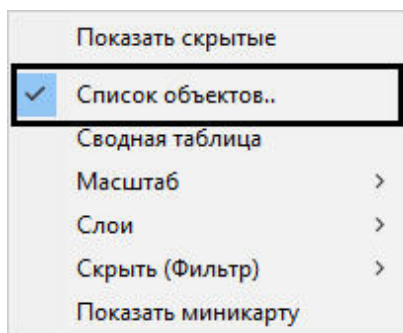 Показать скрытые
Список объектов..
Сводная таблица
Масштаб
Слои
Скрыть (Фильтр)
Показать миникарту